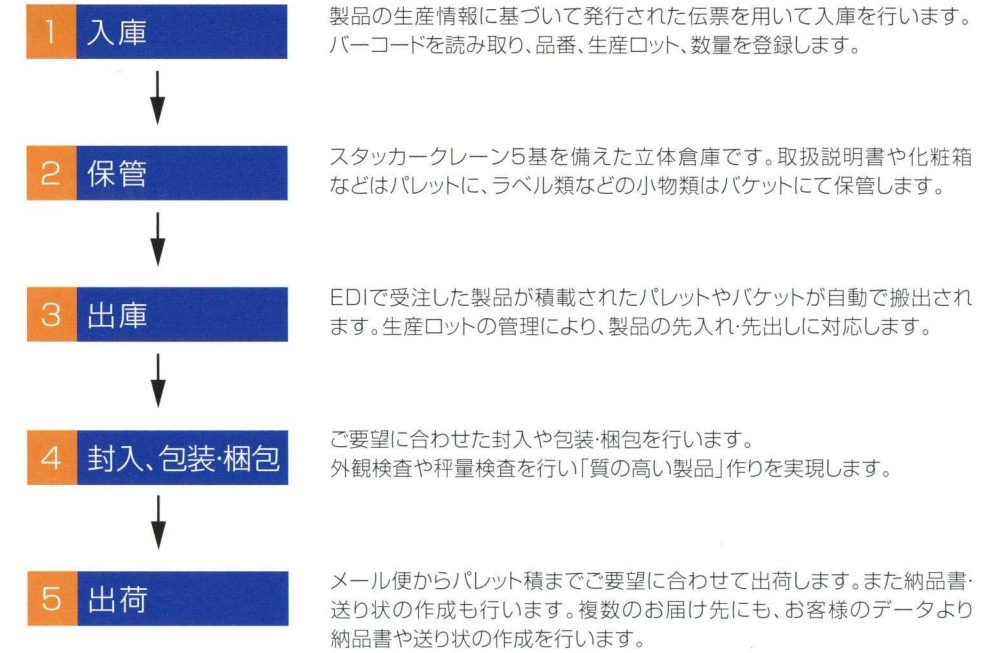 1 入庫
製品の生産情報に基づいて発行された伝票を用いて入庫を行います。
バーコードを読み取り、品番、生産ロット、数量を登録します。
2 保管
スタッカークレーン5基を備えた立体倉庫です。取扱説明書や化粧箱
などはパレットに、ラベル類などの小物類はバケットにて保管します。
3 出庫
EDIで受注した製品が積載されたパレットやバケットが自動で搬出され
ます。生産ロットの管理により、製品の先入れ・先出しに対応します。
4 封入、包装・梱包
ご要望に合わせた封入や包装・梱包を行います。
外観検査や秤量検査を行い「質の高い製品」作りを実現します。
5 出荷
メール便からパレット積までご要望に合わせて出荷します。また納品書・
送り状の作成も行います。複数のお届け先にも、お客様のデータより
納品書や送り状の作成を行います。